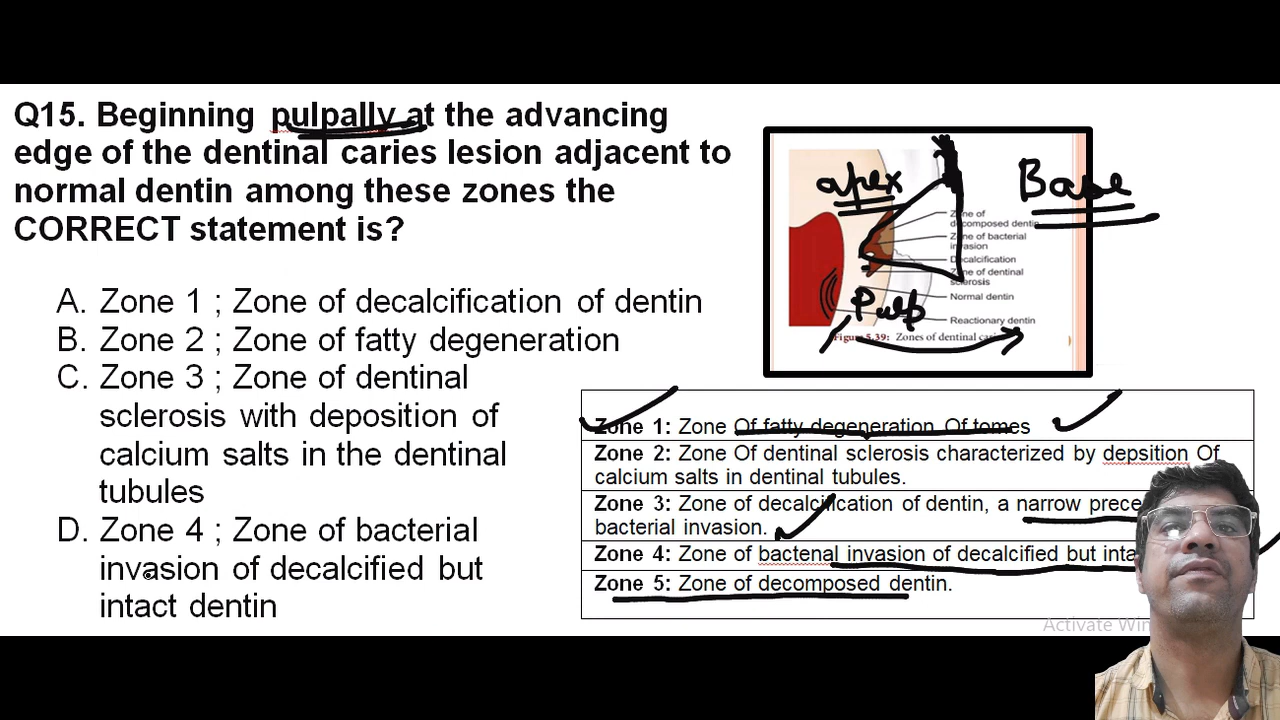 Q15. Beginning pulpally at the advancing
edge of the dentinal caries lesion adjacent to
normal dentin among these zones the
CORRECT statement is?
A. Zone 1 ; Zone of decalcification of dentin
B. Zone 2 ; Zone of fatty degeneration
C. Zone 3 ; Zone of dentinal
sclerosis with deposition of
calcium salts in the dentinal
tubules
D. Zone 4 ; Zone of bacterial
invasion of decalcified but
intact dentin
apex
Base
Zone of
decomposed dentin
Zone of bacterial
invasion
Decalcification
Zone of dentinal
sclerosis
Normal dentin
Pulp
Reactionary dentin
Figure 5.39: Zones of dentinal
Zone 1: Zone Of fatty degeneration Of tomes
Zone 2: Zone Of dentinal sclerosis characterized by depsition Of
calcium salts in dentinal tubules.
Zone 3: Zone of decalcification of dentin, a narrow
bacterial invasion.
Zone 4: Zone of bactenal invasion of decalcified but
Zone 5: Zone of decomposed dentin.
Activate